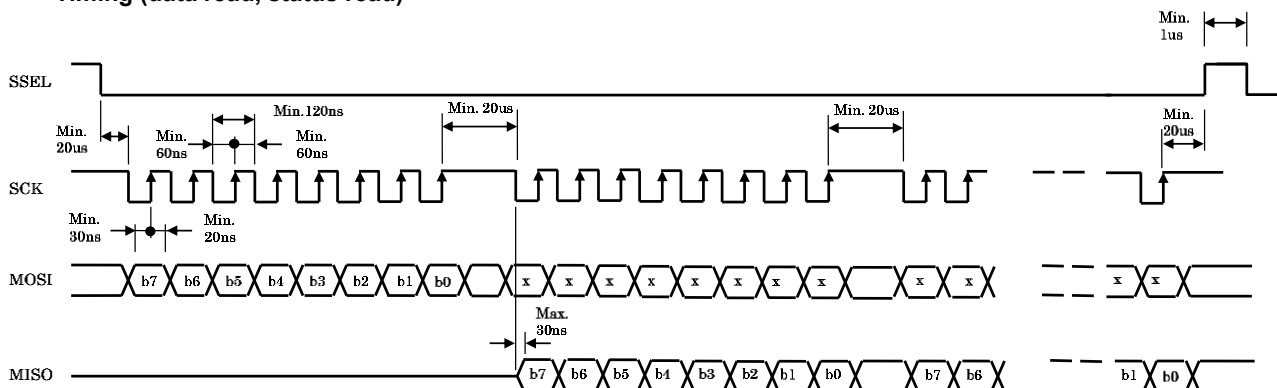 Timing (data read, status read)
Min.
1us
SSEL
Min.
20us
Min.
60ns
Min.120ns
Min.
60ns
Min. 20us
Min. 20us
Min.
20us
SCK
Min.
30ns
Min.
20ns
MOSI
b7 b6 b5 b4 b3 b2 b1 b0 x x x x x x x x x x x x
Max.
30ns
MISO
b7 b6 b5 b4 b3 b2 b1 b0 b7 b6 b1 b0